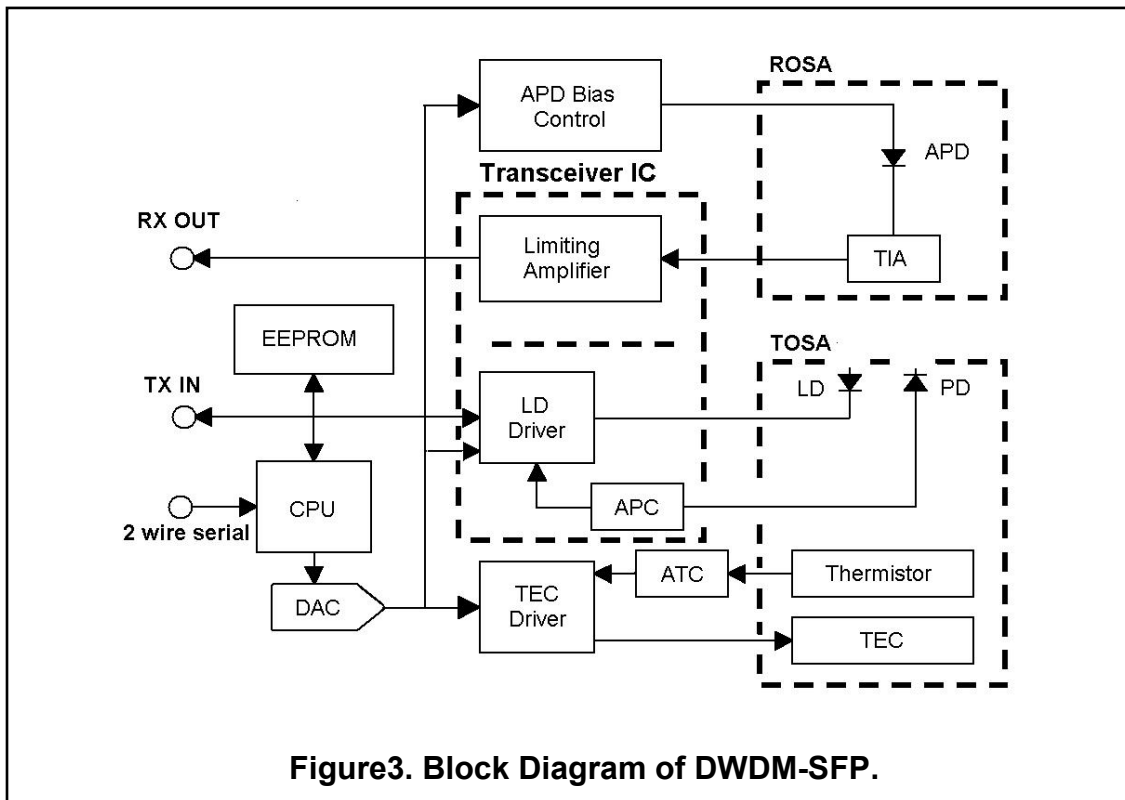 ROSA
APD Bias
Control
APD
Transceiver IC
RX OUT
Limiting
Amplifier
TIA
EEPROM
TOSA
TX IN
LD
Driver
LD
PD
CPU
2 wire serial
APC
DAC
TEC
Driver
ATC
Thermistor
TEC
Figure3. Block Diagram of DWDM-SFP.